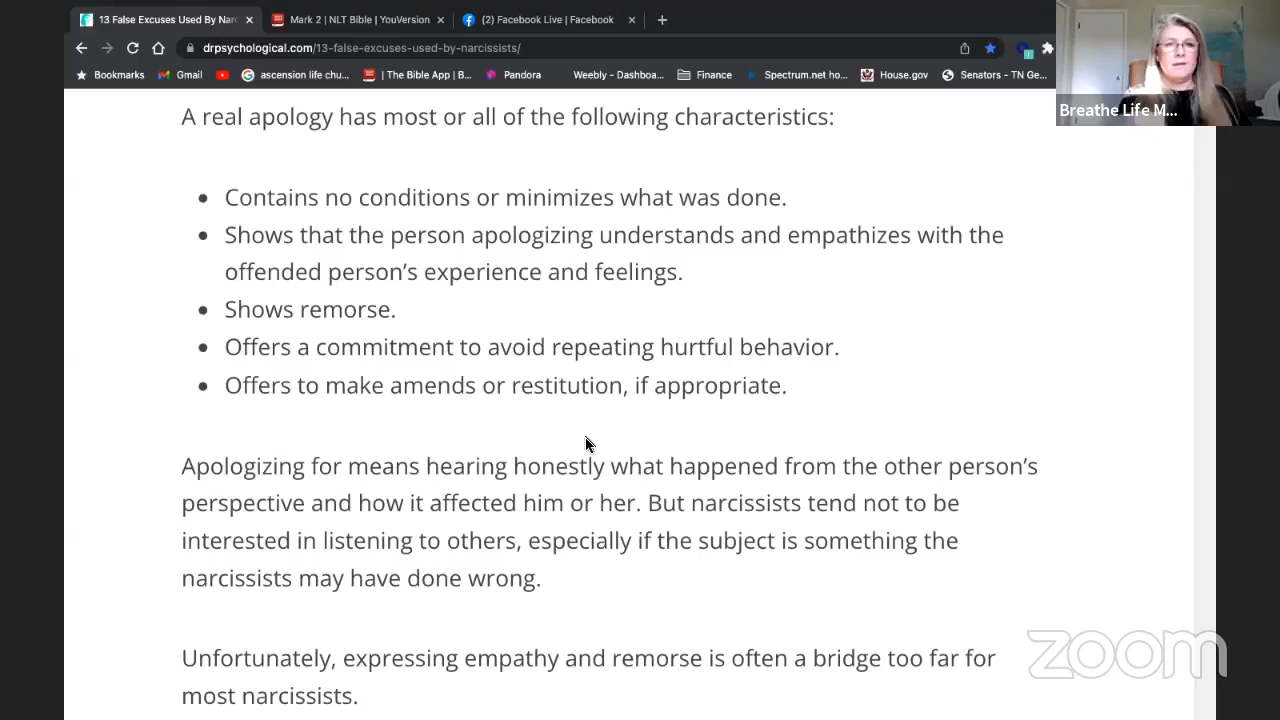 13 False Excuses Used By Nar
Mark 2 | NLT Bible | YouVersion
(2) Facebook Live | Facebook
drpsychological.com/13-false-excuses-used-by-narcissists/
Bookmarks
Gmail
ascension life chu...
| The Bible App | B...
Pandora
Weebly - Dashboa...
Finance
Spectrum.net ho...
House.gov
Senators - TN Ge...
Breathe Life M...
A real apology has most or all of the following characteristics:
Contains no conditions or minimizes what was done.
Shows that the person apologizing understands and empathizes with the
offended person’s experience and feelings.
Shows remorse.
Offers a commitment to avoid repeating hurtful behavior.
Offers to make amends or restitution, if appropriate.
Apologizing for means hearing honestly what happened from the other person’s
perspective and how it affected him or her. But narcissists tend not to be
interested in listening to others, especially if the subject is something the
narcissists may have done wrong.
Unfortunately, expressing empathy and remorse is often a bridge too far for
most narcissists.
zoom